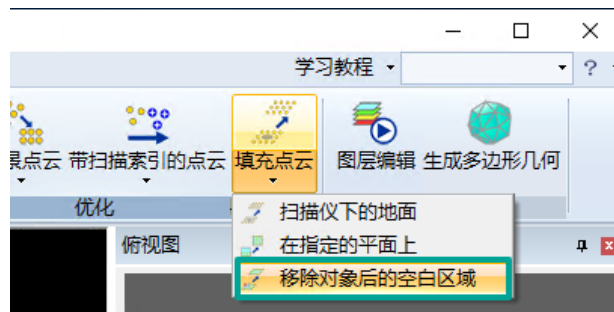 学习教程
?
景点云 带扫描索引的点云 填充点云 图层编辑 生成多边形几何
优化
扫描仪下的地面
俯视图
在指定的平面上
移除对象后的空白区域